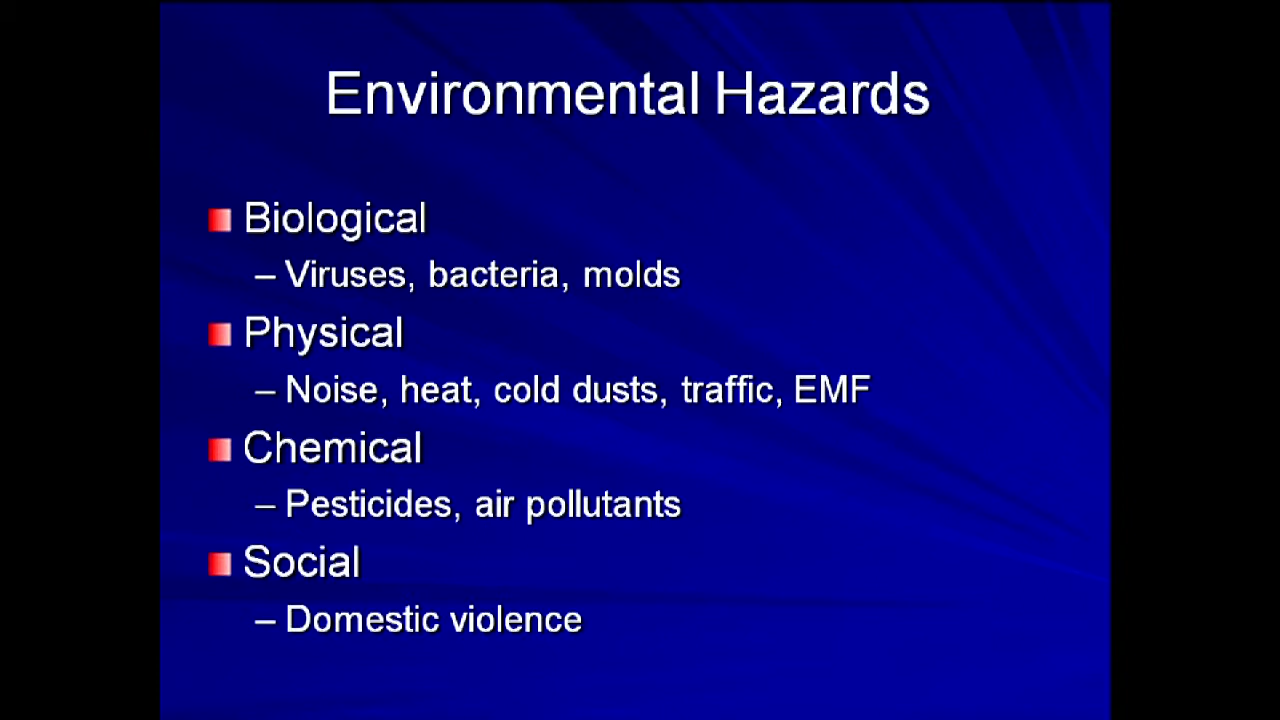 Environmental Hazards
Biological
– Viruses, bacteria, molds
Physical
– Noise, heat, cold dusts, traffic, EMF
Chemical
– Pesticides, air pollutants
Social
– Domestic violence